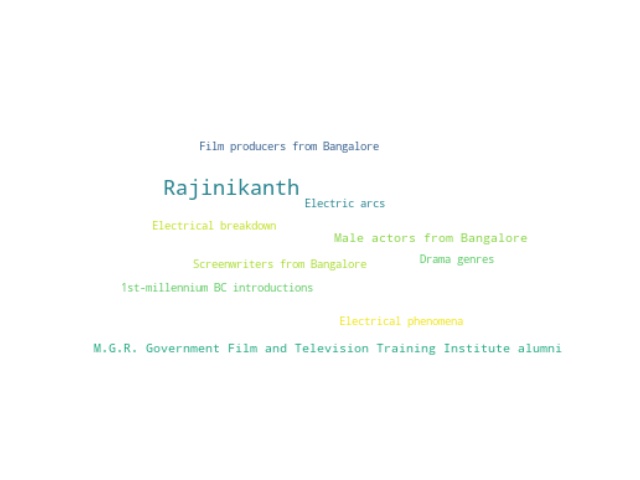 Film producers from Bangalore
Rajinikanth
Electric arcs
Electrical breakdown
Male actors from Bangalore
Drama genres
Screenwriters from Bangalore
1st-millennium BC introductions
Electrical phenomena
M.G.R. Government Film and Television Training Institute alumni